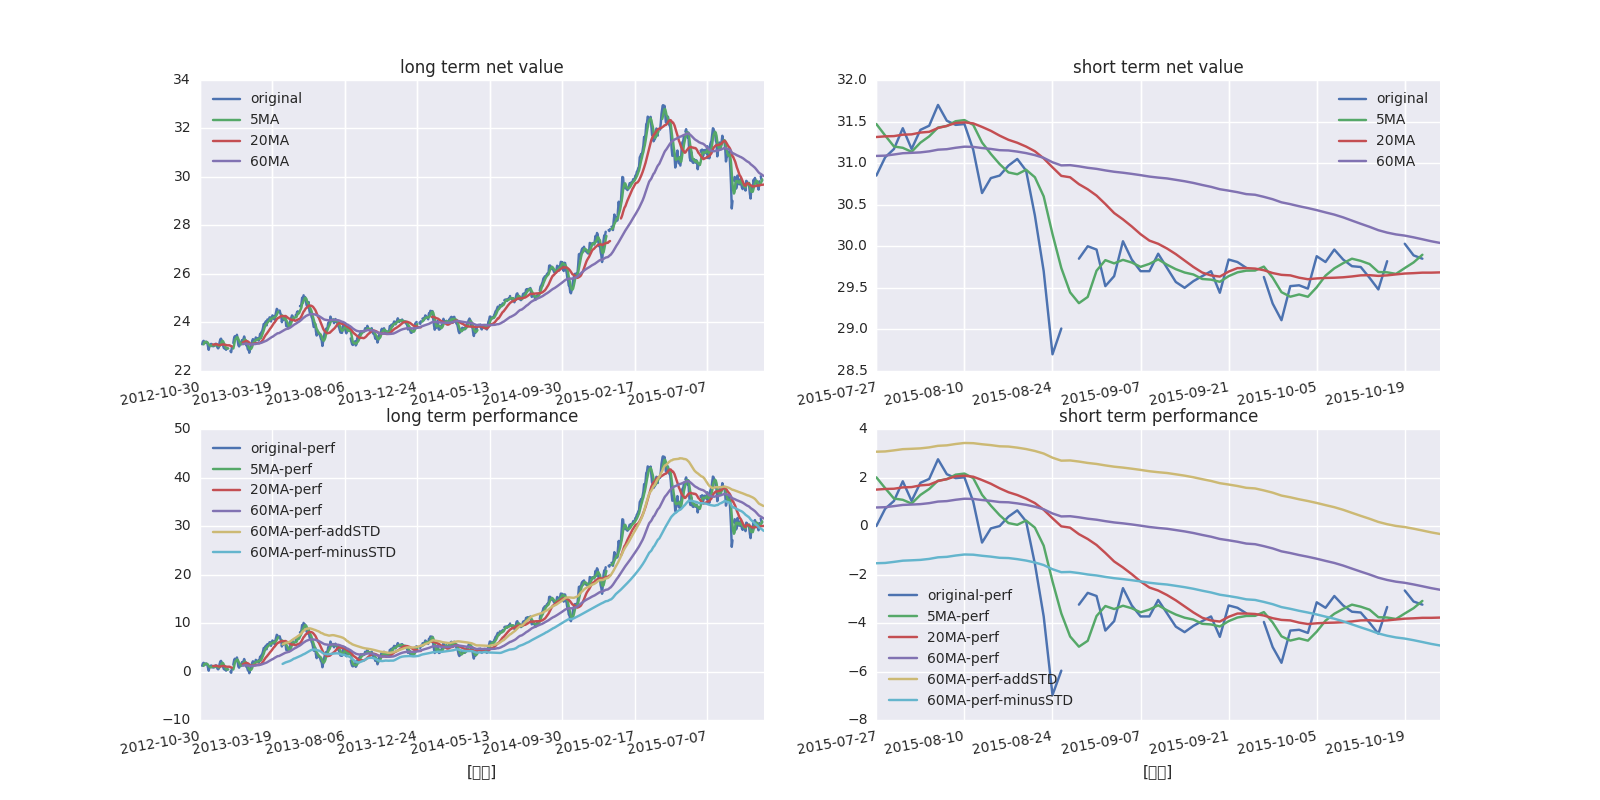 long term net value
34
32
30
28
26
24
22
original
5MA
20MA
60MA
2012-10-30
2013-03-19
2013-08-06
2013-12-24
2014-05-13
2014-09-30
2015-02-17
2015-07-07
short term net value
32.0
31.5
31.0
30.5
30.0
29.5
29.0
28.5
original
5MA
20MA
60MA
2015-07-27
2015-08-10
2015-08-24
2015-09-07
2015-09-21
2015-10-05
2015-10-19
long term performance
50
40
30
20
10
0
−10
original-perf
5MA-perf
20MA-perf
60MA-perf
60MA-perf-addSTD
60MA-perf-minusSTD
2012-10-30
2013-03-19
2013-08-06
2013-12-24
2014-05-13
2014-09-30
2015-02-17
2015-07-07
[▯▯]
short term performance
4
2
0
−2
−4
−6
−8
original-perf
5MA-perf
20MA-perf
60MA-perf
60MA-perf-addSTD
60MA-perf-minusSTD
2015-07-27
2015-08-10
2015-08-24
2015-09-07
2015-09-21
2015-10-05
2015-10-19
[▯▯]